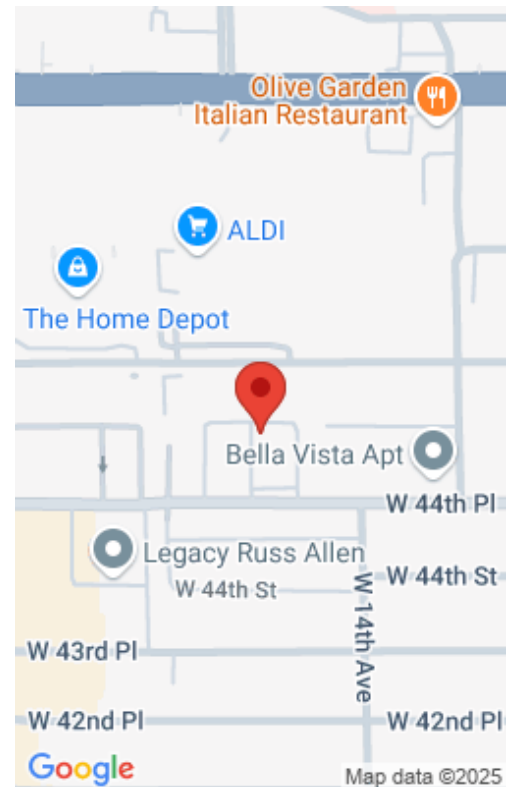 Olive Garden
Italian Restaurant
ALDI
The Home Depot
Bella Vista Apt
W 44th Pl
Legacy Russ Allen
W 44th St
W 44th St
W 14th Ave
W 43rd Pl
W 42nd Pl
W 42nd Pl
Google
Map data ©2025